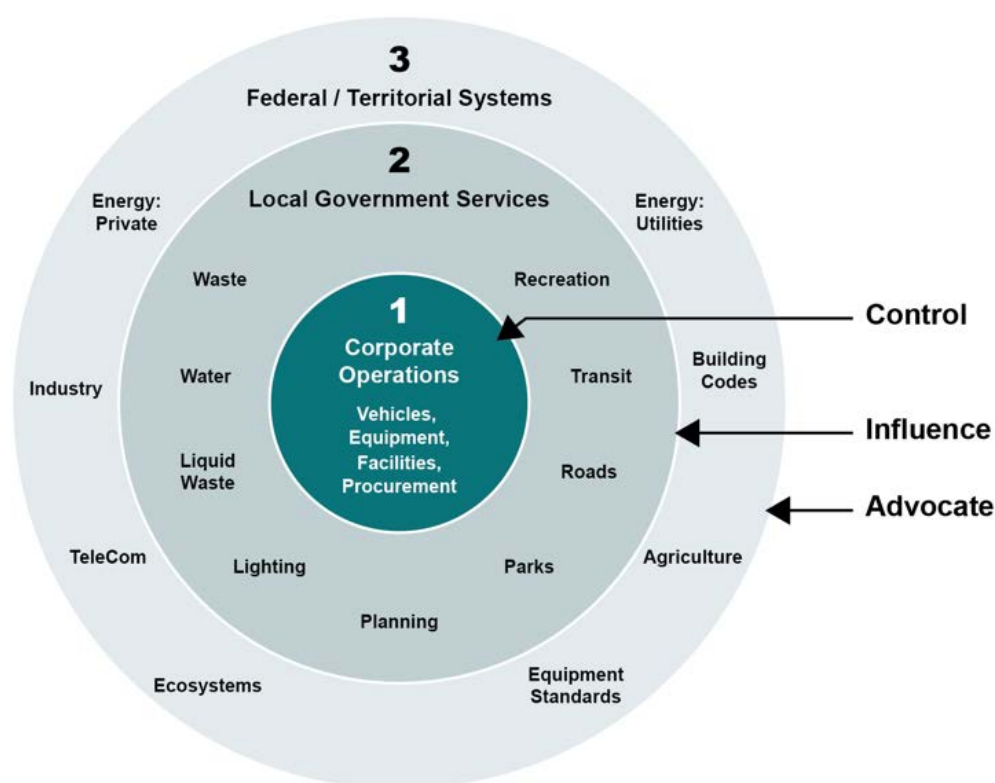 3
Federal / Territorial Systems
2
Local Government Services
Energy:
Private
Energy:
Utilities
Waste
Recreation
1
Corporate
Operations
Vehicles,
Equipment,
Facilities,
Procurement
Control
Industry
Water
Transit
Building
Codes
Influence
Liquid
Waste
Roads
Advocate
TeleCom
Lighting
Parks
Agriculture
Planning
Ecosystems
Equipment
Standards